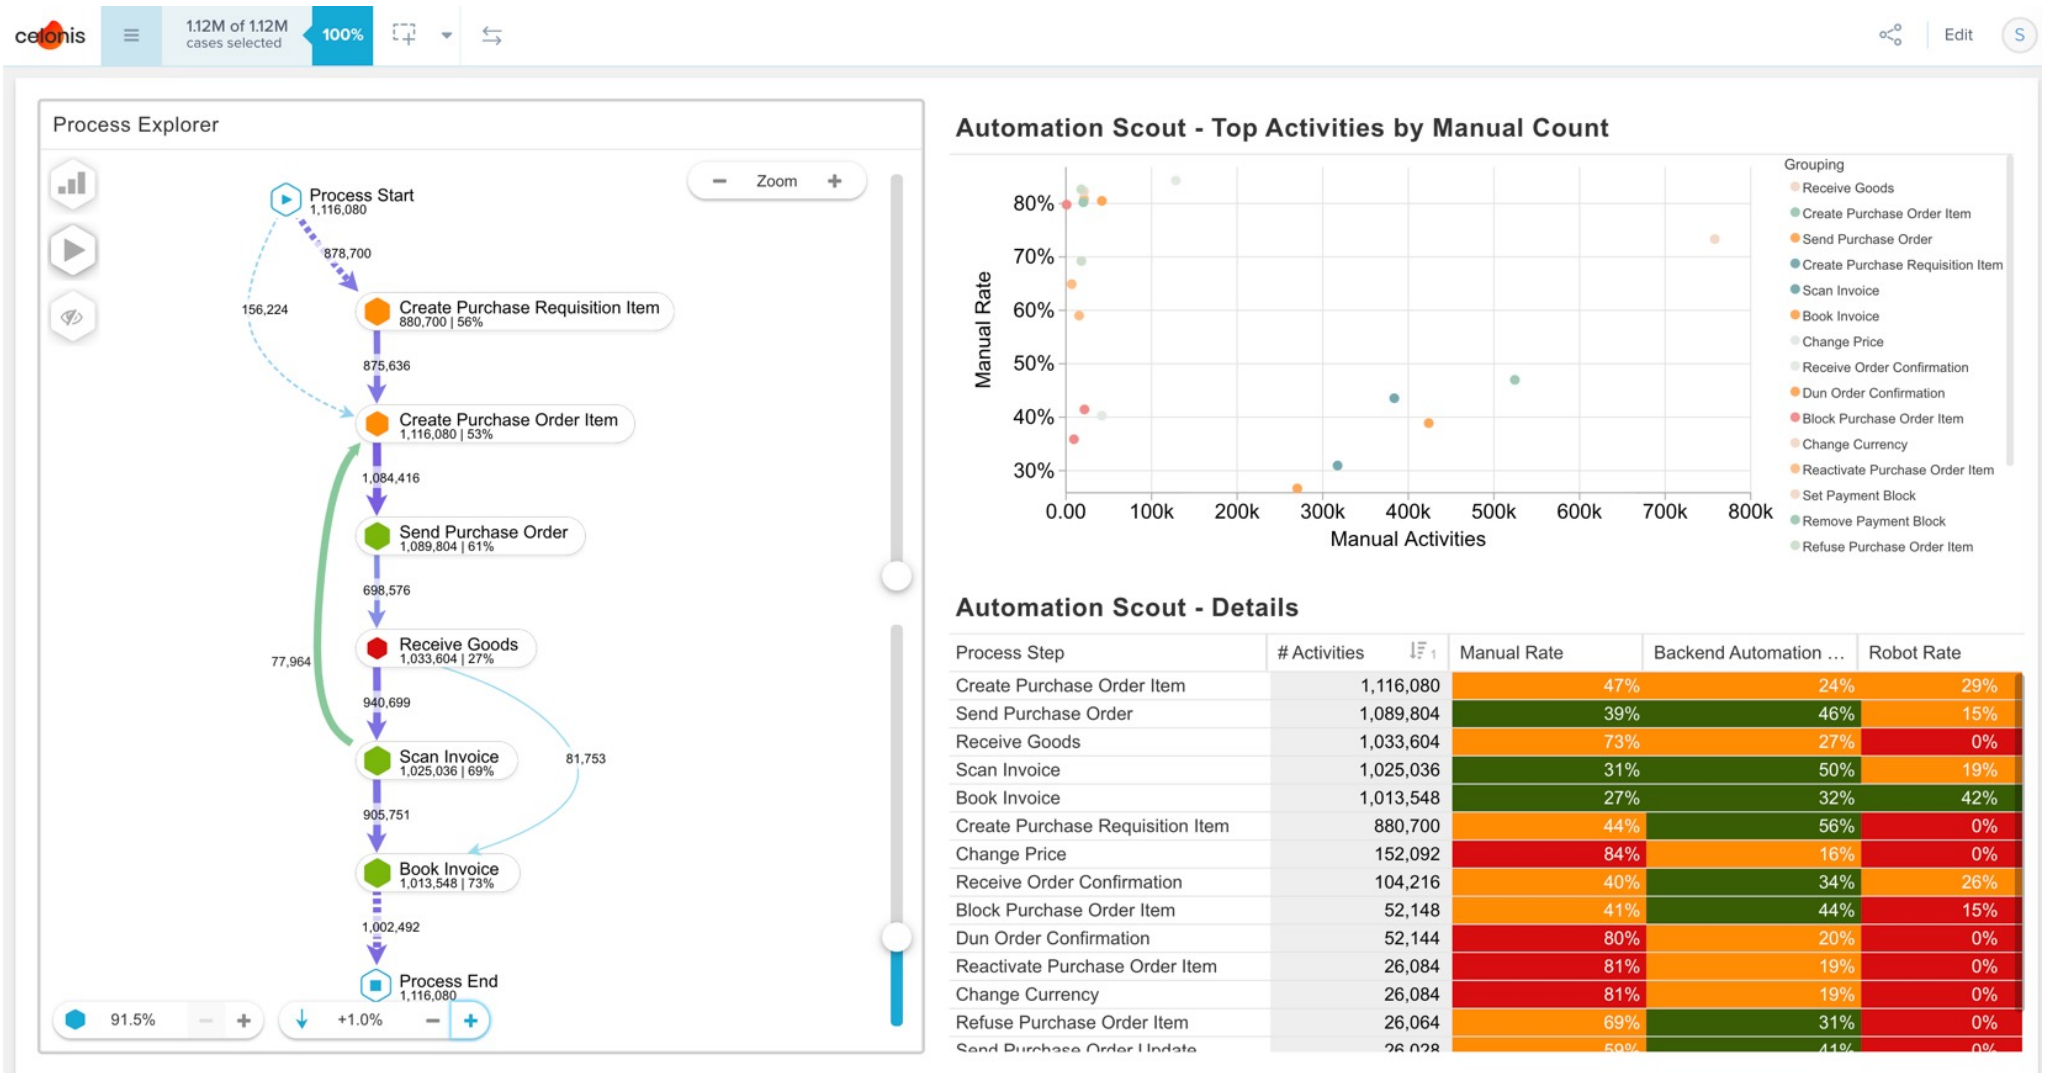 celonis
1.12M of 1.12M
cases selected
100%
Edit
S
Process Explorer
Zoom
Process Start
1,116,080
878,700
156,224
Create Purchase Requisition Item
880,700 | 56%
875,636
Create Purchase Order Item
1,116,080 | 53%
1,084,416
Send Purchase Order
1,089,804 | 61%
698,576
Receive Goods
1,033,604 | 27%
77,964
940,699
Scan Invoice
1,025,036 | 69%
81,753
905,751
Book Invoice
1,013,548 | 73%
1,002,492
Process End
1,116,080
91.5%
+1.0%
Automation Scout - Top Activities by Manual Count
Manual Rate
80%
70%
60%
50%
40%
30%
0.00 100k 200k 300k 400k 500k 600k 700k 800k
Manual Activities
Grouping
Receive Goods
Create Purchase Order Item
Send Purchase Order
Create Purchase Requisition Item
Scan Invoice
Book Invoice
Change Price
Receive Order Confirmation
Dun Order Confirmation
Block Purchase Order Item
Change Currency
Reactivate Purchase Order Item
Set Payment Block
Remove Payment Block
Refuse Purchase Order Item
Automation Scout - Details
Process Step # Activities 1 Manual Rate Backend Automation ... Robot Rate
Create Purchase Order Item 1,116,080 47% 24% 29%
Send Purchase Order 1,089,804 39% 46% 15%
Receive Goods 1,033,604 73% 27% 0%
Scan Invoice 1,025,036 31% 50% 19%
Book Invoice 1,013,548 27% 32% 42%
Create Purchase Requisition Item 880,700 44% 56% 0%
Change Price 152,092 84% 16% 0%
Receive Order Confirmation 104,216 40% 34% 26%
Block Purchase Order Item 52,148 41% 44% 15%
Dun Order Confirmation 52,144 80% 20% 0%
Reactivate Purchase Order Item 26,084 81% 19% 0%
Change Currency 26,084 81% 19% 0%
Refuse Purchase Order Item 26,064 69% 31% 0%
Send Purchase Order Update 26,028 59% 41% 0%